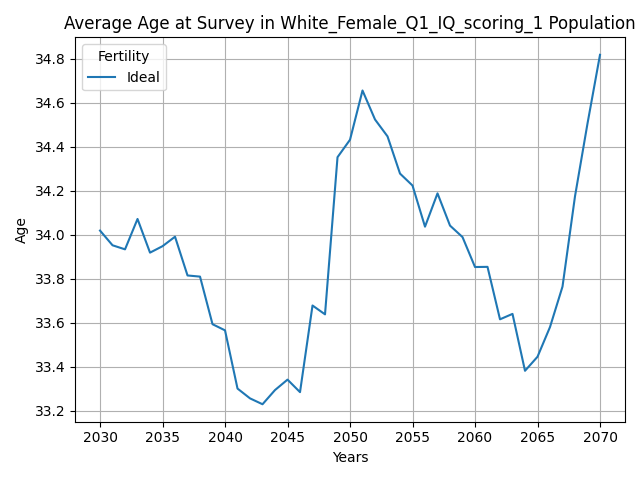 Average Age at Survey in White_Female_Q1_IQ_scoring_1 Population
Fertility
Ideal
34.8
34.6
34.4
34.2
34.0
33.8
33.6
33.4
33.2
Age
2030 2035 2040 2045 2050 2055 2060 2065 2070
Years